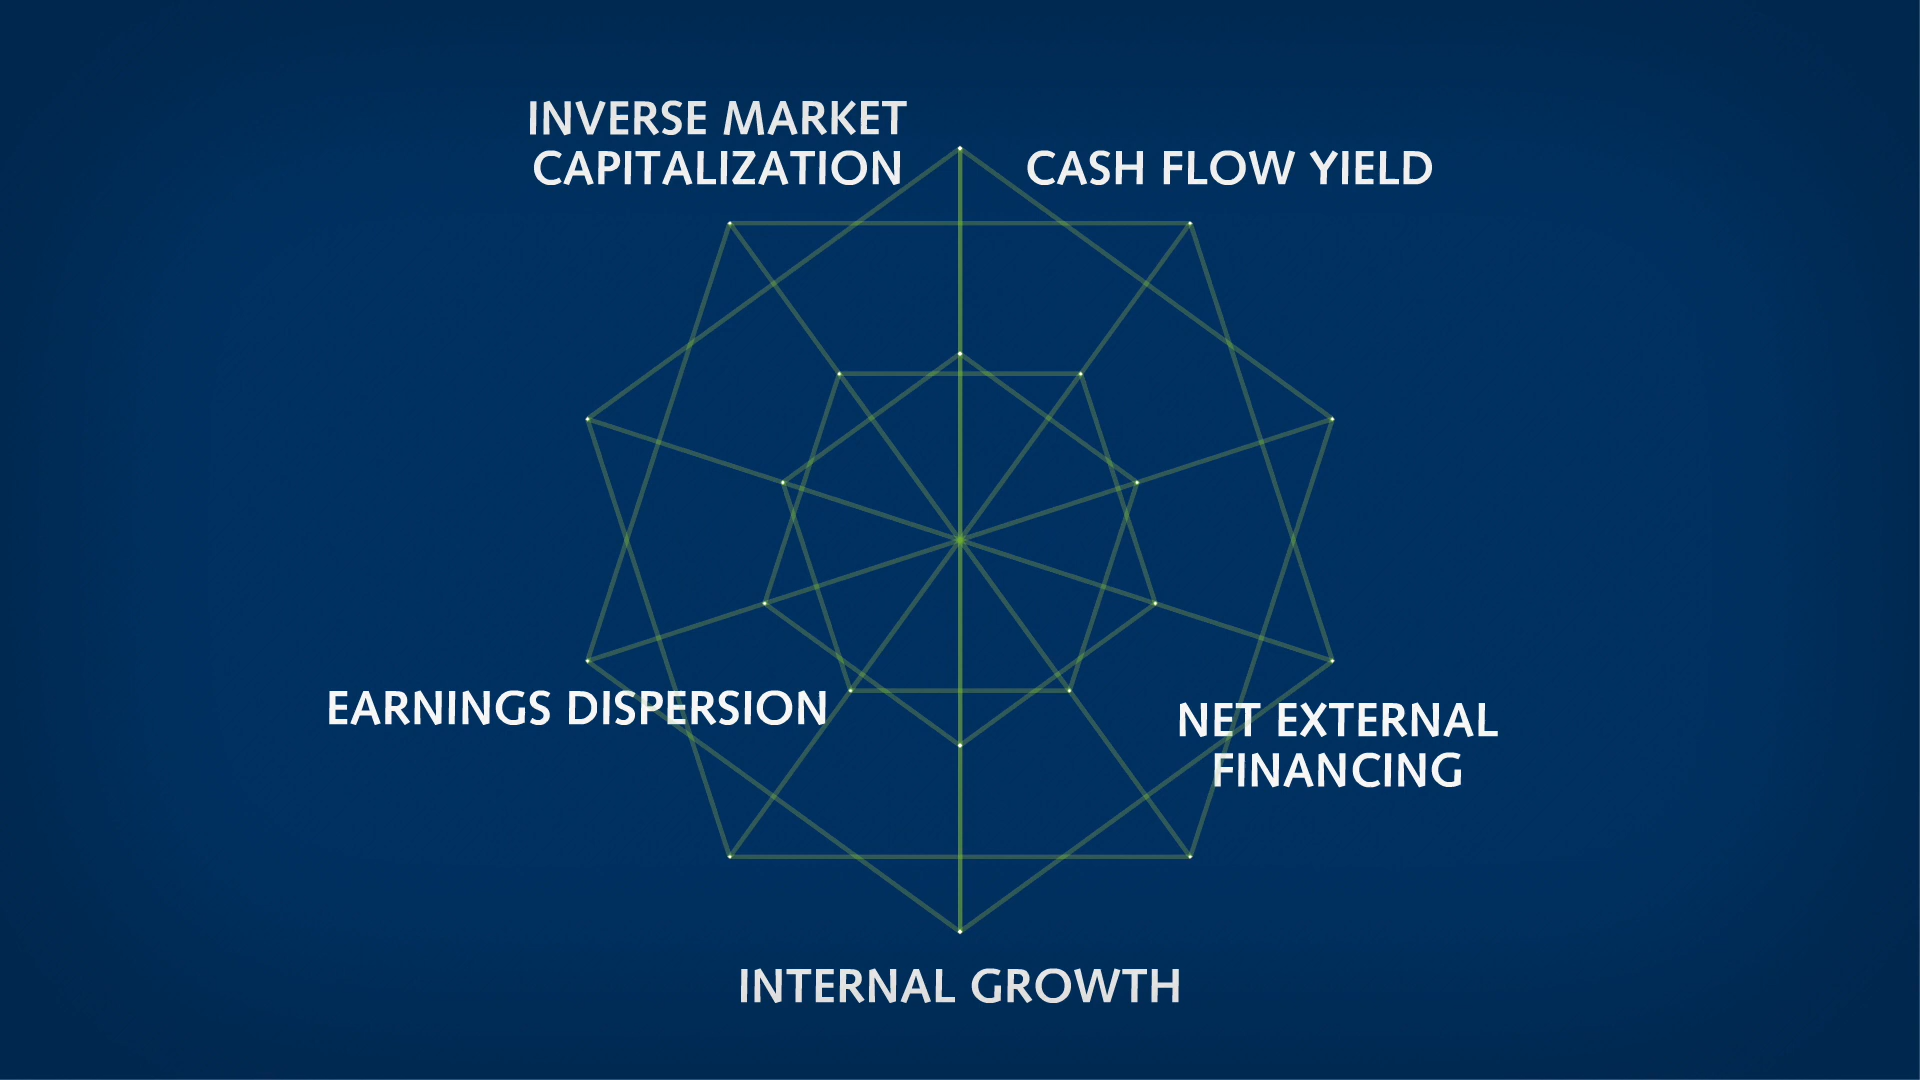 INVERSE MARKET
CAPITALIZATION
CASH FLOW YIELD
EARNINGS DISPERSION
NET EXTERNAL
FINANCING
INTERNAL GROWTH